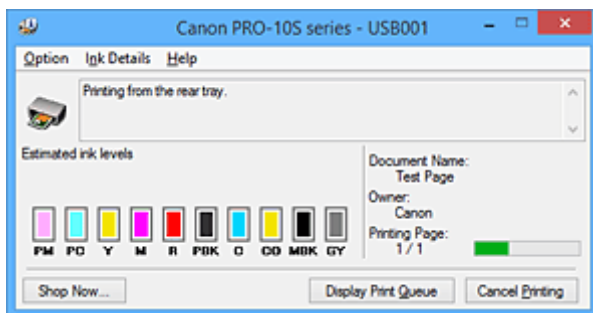 Canon PRO-10S series - USB001
Option Ink Details Help
Printing from the rear tray.
Estimated ink levels
Document Name:
Test Page
Owner:
Canon
Printing Page:
1 / 1
PM PC Y M R PBK C CO MBK GY
Shop Now...
Display Print Queue
Cancel Printing